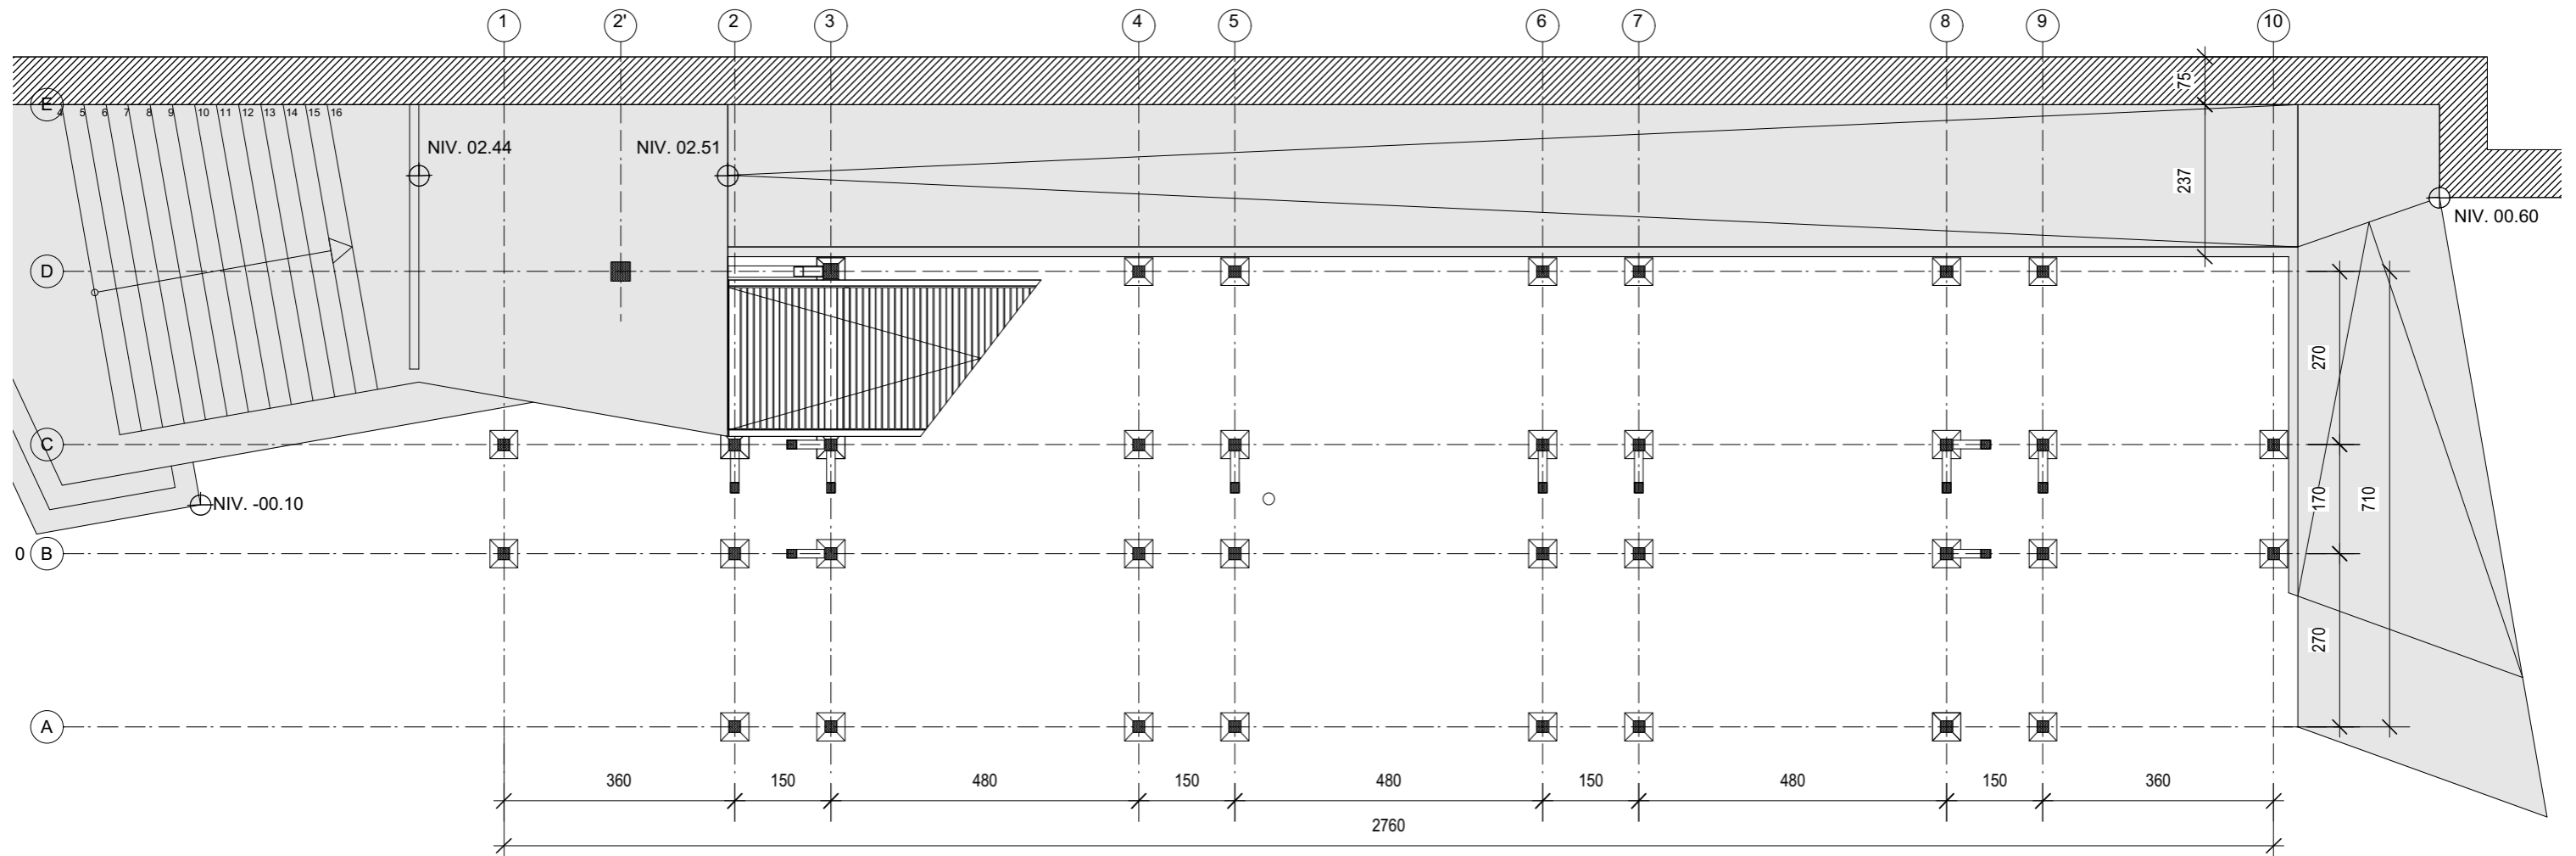 1 2' 2 3 4 5 6 7 8 9 10
75
E
4 5 6 7 8 9 10 11 12 13 14 15 16
NIV. 02.44
NIV. 02.51
237
NIV. 00.60
D
270
C
170
710
NIV. -00.10
0 B
270
A
360 150 480 150 480 150 480 150 360
2760